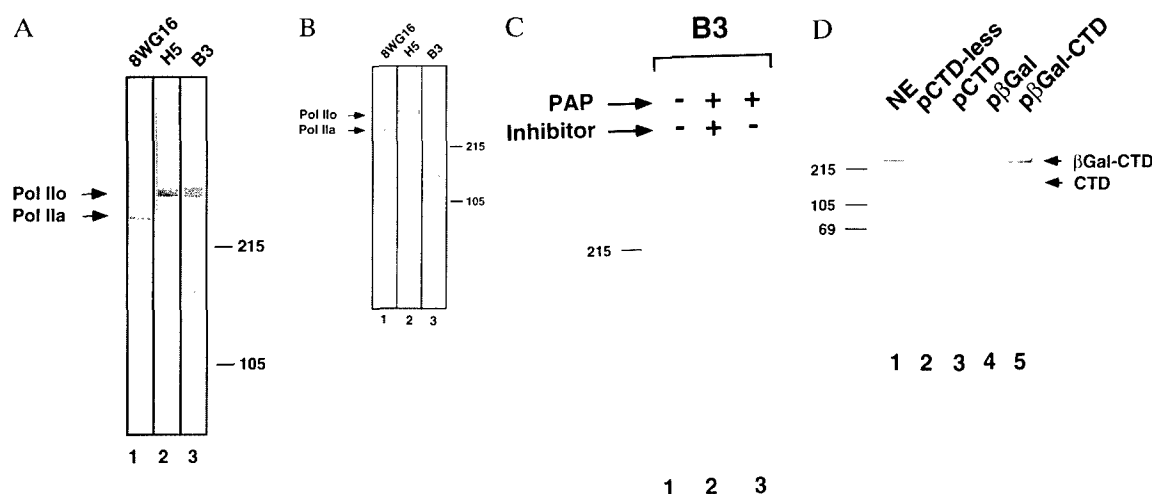 A
8WG16
H5
B3
Pol IIo
Pol IIa
215
105
1 2 3
B
8WG16
H5
B3
Pol IIo
Pol IIa
215
105
1 2 3
C
B3
PAP - + +
Inhibitor - + -
215
1 2 3
D
NE
pCTD-less
pCTD
pβGal
pβGal-CTD
215
105
69
βGal-CTD
CTD
1 2 3 4 5